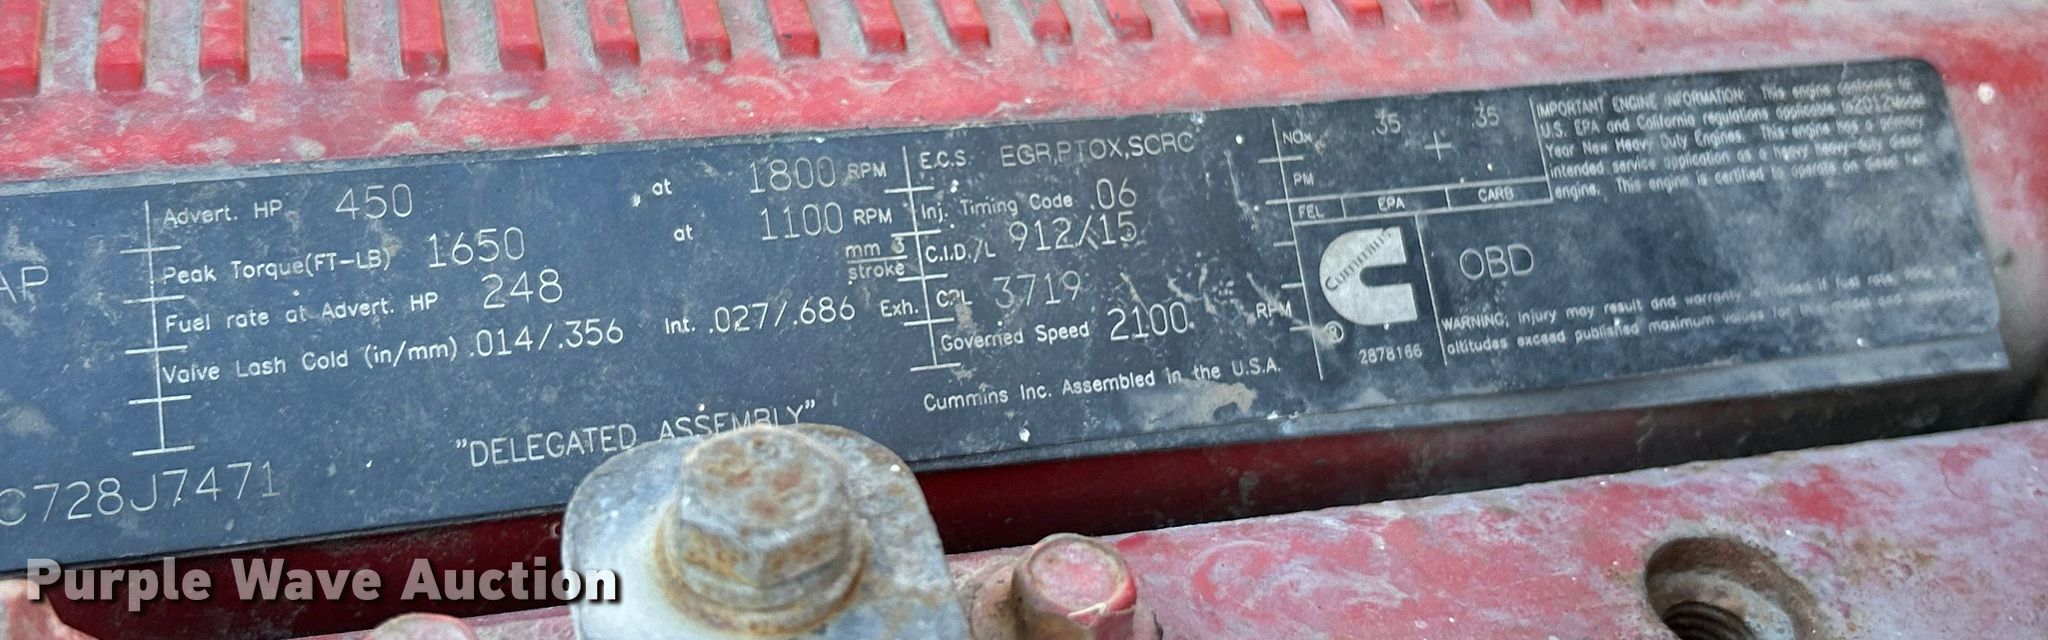 AP
Advert. HP 450 at 1800 RPM
Peak Torque(FT-LB) 1650 at 1100 RPM
Fuel rate at Advert. HP 248 mm 3
stroke
Valve Lash Cold (in/mm) .014/.356 Int. .027/.686 Exh.
C728J7471
"DELEGATED ASSEMBLY"
E.C.S. EGR,PTOX,SCRC
Inj. Timing Code .06
C.I.D./L 912/15
CPL 3719
Governed Speed 2100 RPM
Cummins Inc. Assembled in the U.S.A.
NOx .35 + .35
PM
FEL EPA CARB
IMPORTANT ENGINE INFORMATION: This engine conforms to
U.S. EPA and California regulations applicable to 2012 Model
Year New Heavy Duty Engines. This engine has a primary
intended service application as a heavy heavy-duty diesel
engine. This engine is certified to operate on diesel fuel
Cummins
®
2878166
OBD
WARNING: Injury may result and warranty is voided if fuel rate,
altitudes exceed published maximum values for this model and
Purple Wave Auction